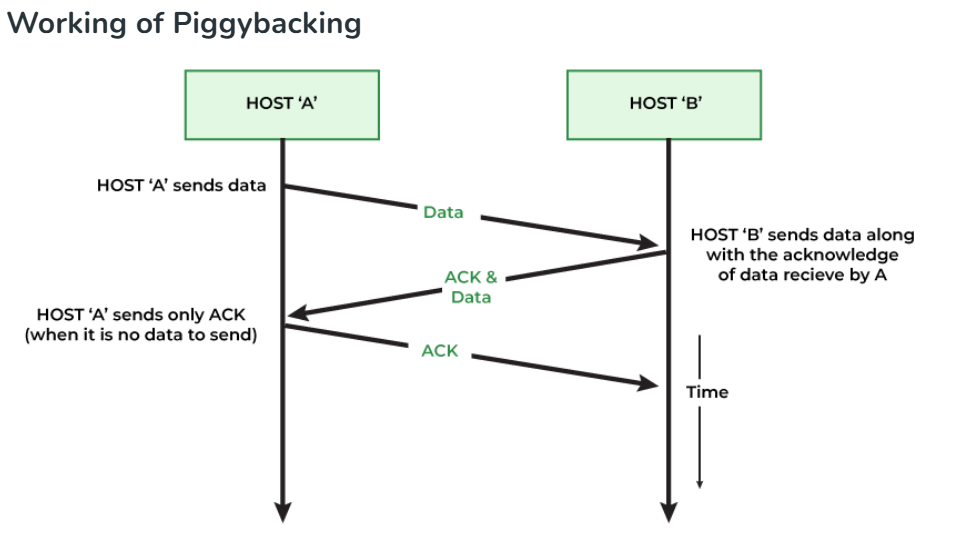 Working of Piggybacking
HOST ‘A’
HOST ‘B’
HOST ‘A’ sends data
Data
HOST ‘B’ sends data along
with the acknowledge
of data recieve by A
ACK &
Data
HOST ‘A’ sends only ACK
(when it is no data to send)
ACK
Time